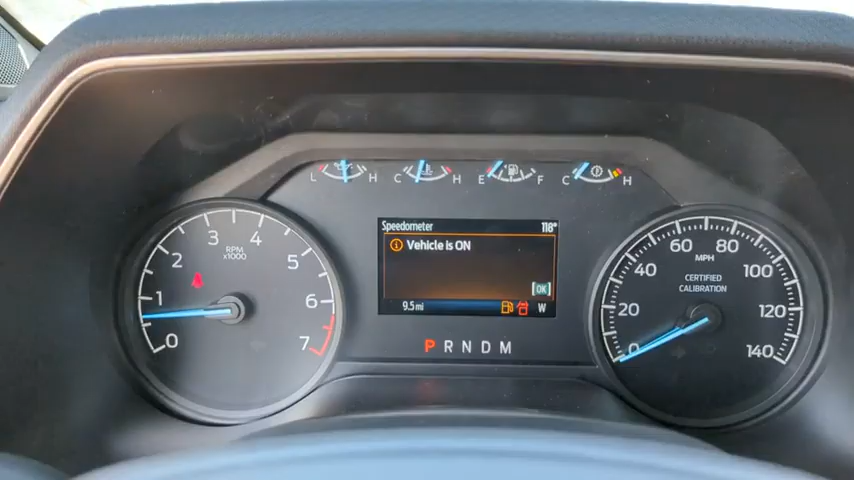 L H C H E F C H
Speedometer 118°
Vehicle is ON
OK
9.5 mi W
P R N D M
0 1 2 3 4 5 6 7
RPM
x1000
0 20 40 60 80 100 120 140
MPH
CERTIFIED
CALIBRATION